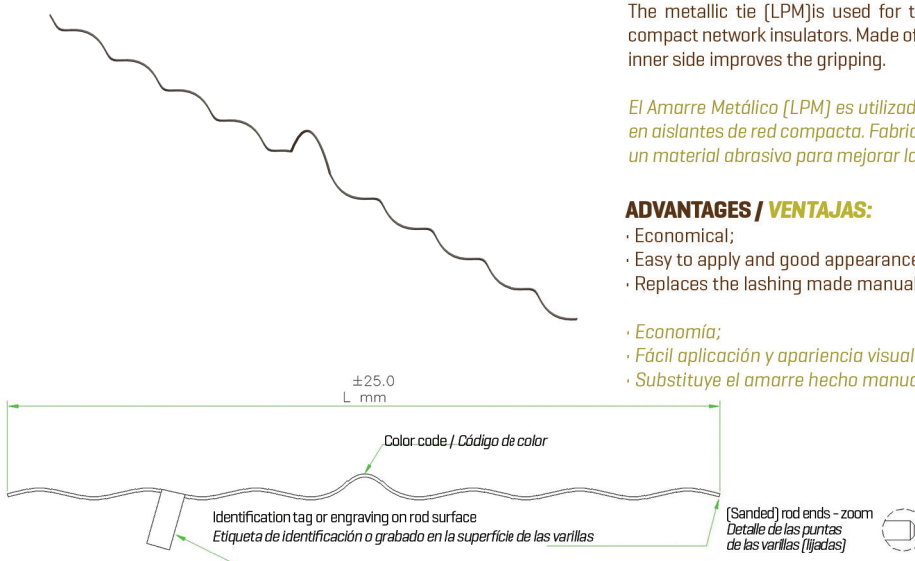 The metallic tie (LPM)is used for t
compact network insulators. Made of
inner side improves the gripping.
El Amarre Metálico (LPM) es utilizad
en aislantes de red compacta. Fabric
un material abrasivo para mejorar la
ADVANTAGES / VENTAJAS:
· Economical;
· Easy to apply and good appearance
· Replaces the lashing made manual
· Economía;
· Fácil aplicación y apariencia visual
· Substituye el amarre hecho manua
±25.0
L mm
Color code / Código de color
Identification tag or engraving on rod surface
Etiqueta de identificación o grabado en la superfície de las varillas
(Sanded) rod ends - zoom
Detalle de las puntas
de las varillas (lijadas)